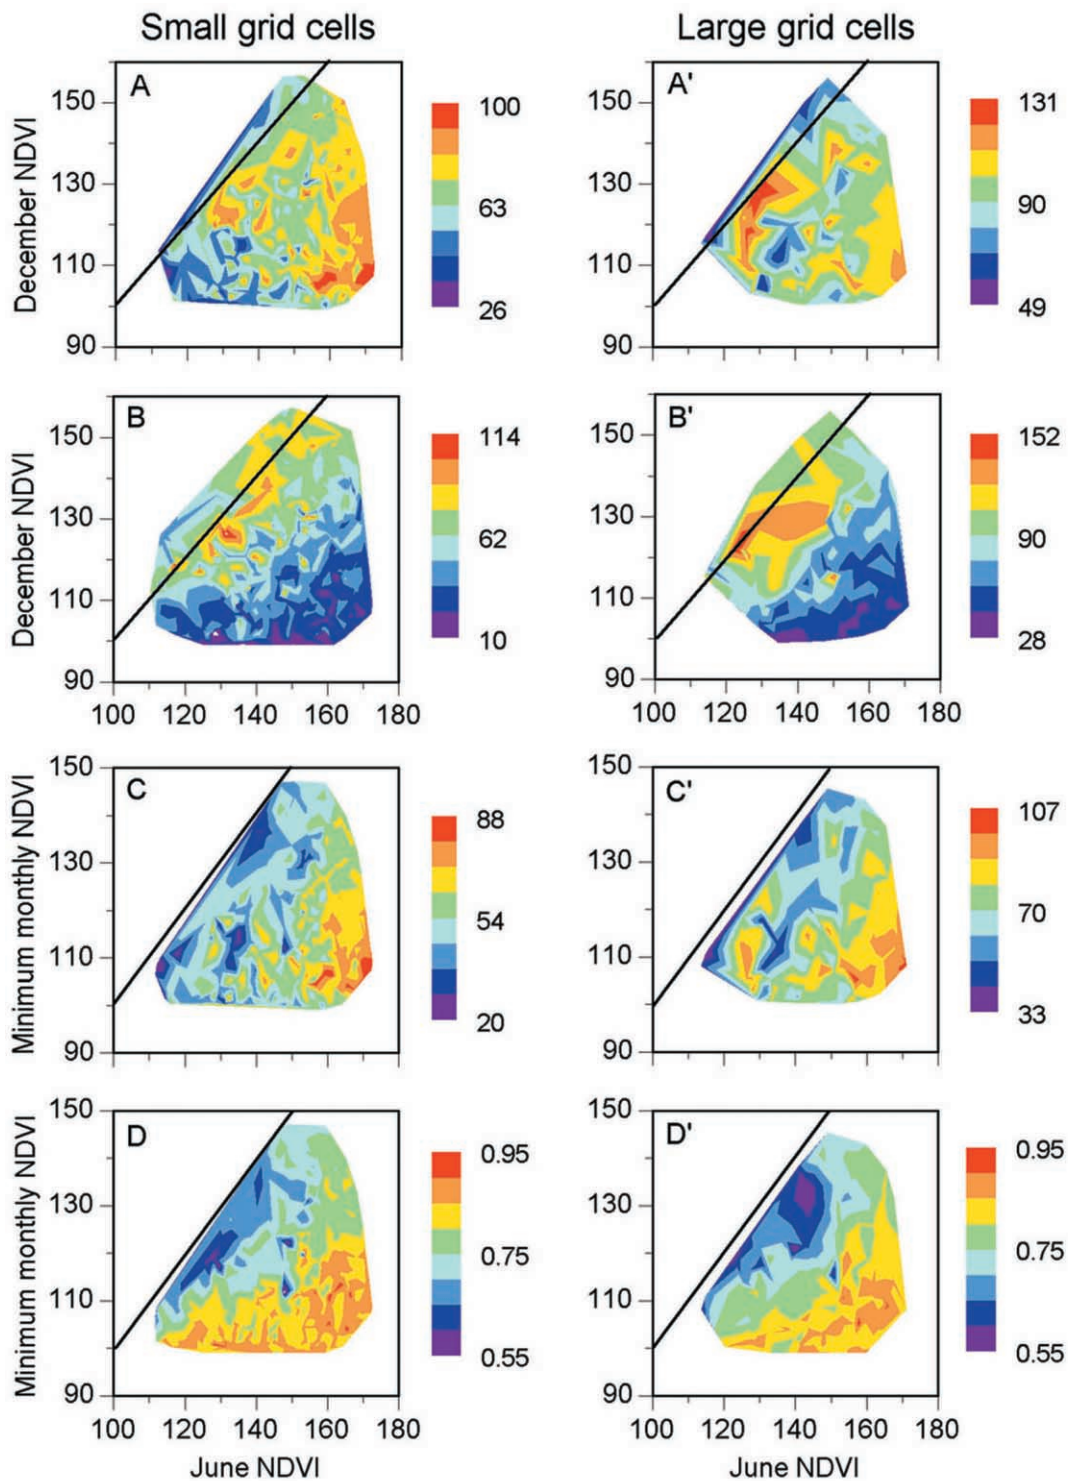 Small grid cells
Large grid cells
A
December NDVI
150
130
110
90
100
63
26
A'
150
130
110
90
131
90
49
B
December NDVI
150
130
110
90
100 120 140 160 180
114
62
10
B'
150
130
110
90
100 120 140 160 180
152
90
28
C
Minimum monthly NDVI
150
130
110
90
88
54
20
C'
150
130
110
90
107
70
33
D
Minimum monthly NDVI
150
130
110
90
100 120 140 160 180
June NDVI
0.95
0.75
0.55
D'
150
130
110
90
100 120 140 160 180
June NDVI
0.95
0.75
0.55